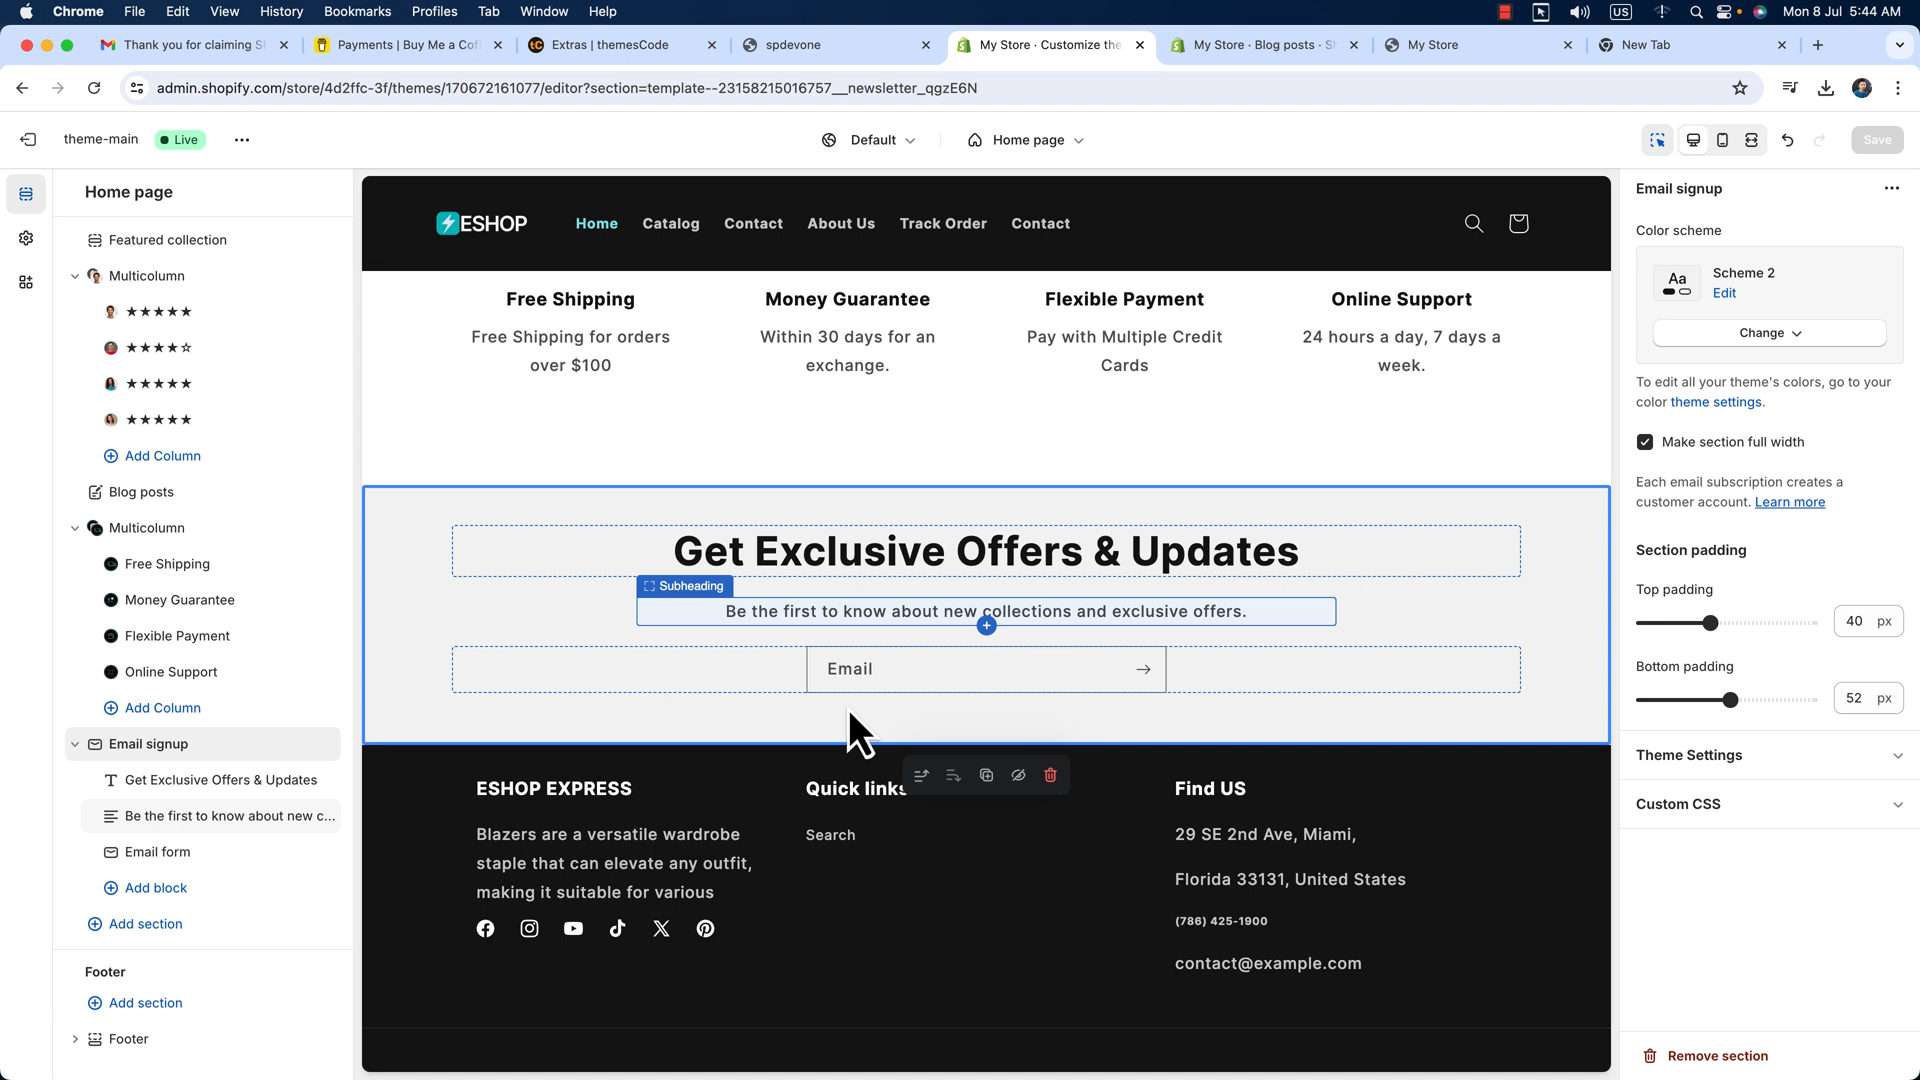 Chrome File Edit View History Bookmarks Profiles Tab Window Help US Mon 8 Jul 5:44 AM
Thank you for claiming S
Payments | Buy Me a Cof
Extras | themesCode
spdevone
My Store · Customize the
My Store · Blog posts · S
My Store
New Tab
admin.shopify.com/store/4d2ffc-3f/themes/170672161077/editor?section=template--23158215016757__newsletter_qgzE6N
theme-main Live
Default
Home page
Save
Home page
Featured collection
Multicolumn
★★★★★
★★★★☆
★★★★★
★★★★★
Add Column
Blog posts
Multicolumn
Free Shipping
Money Guarantee
Flexible Payment
Online Support
Add Column
Email signup
Get Exclusive Offers & Updates
Be the first to know about new c...
Email form
Add block
Add section
Footer
Add section
Footer
ESHOP Home Catalog Contact About Us Track Order Contact
Free Shipping
Free Shipping for orders
over $100
Money Guarantee
Within 30 days for an
exchange.
Flexible Payment
Pay with Multiple Credit
Cards
Online Support
24 hours a day, 7 days a
week.
Get Exclusive Offers & Updates
Subheading
Be the first to know about new collections and exclusive offers.
Email
ESHOP EXPRESS
Blazers are a versatile wardrobe
staple that can elevate any outfit,
making it suitable for various
Quick links
Search
Find US
29 SE 2nd Ave, Miami,
Florida 33131, United States
(786) 425-1900
contact@example.com
Email signup
Color scheme
Aa
Scheme 2
Edit
Change
To edit all your theme's colors, go to your
color theme settings.
Make section full width
Each email subscription creates a
customer account. Learn more
Section padding
Top padding
40 px
Bottom padding
52 px
Theme Settings
Custom CSS
Remove section